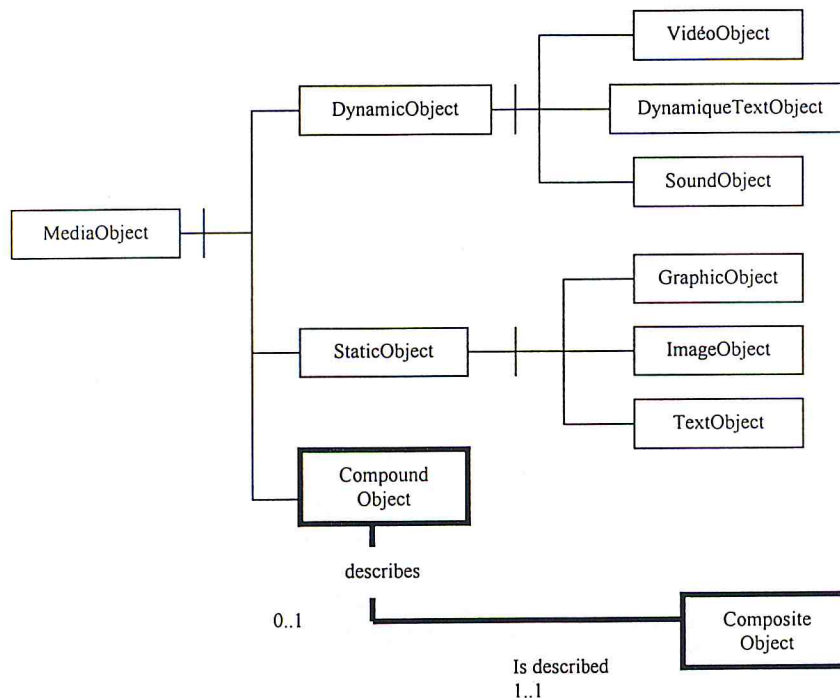 VidéoObject
DynamicObject
DynamiqueTextObject
SoundObject
MediaObject
GraphicObject
StaticObject
ImageObject
TextObject
Compound
Object
describes
0..1
Composite
Object
Is described
1..1